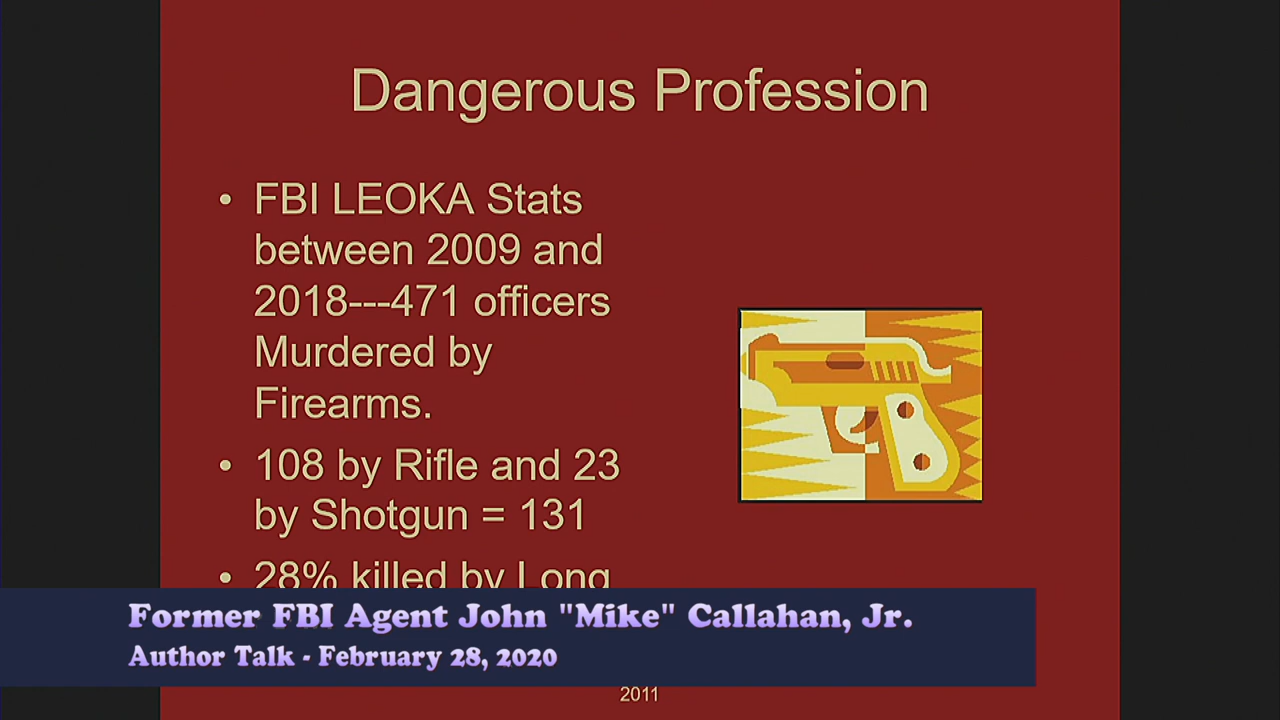 Dangerous Profession
• FBI LEOKA Stats
between 2009 and
2018---471 officers
Murdered by
Firearms.
• 108 by Rifle and 23
by Shotgun = 131
• 28% killed by Long
Former FBI Agent John "Mike" Callahan, Jr.
Author Talk - February 28, 2020
2011